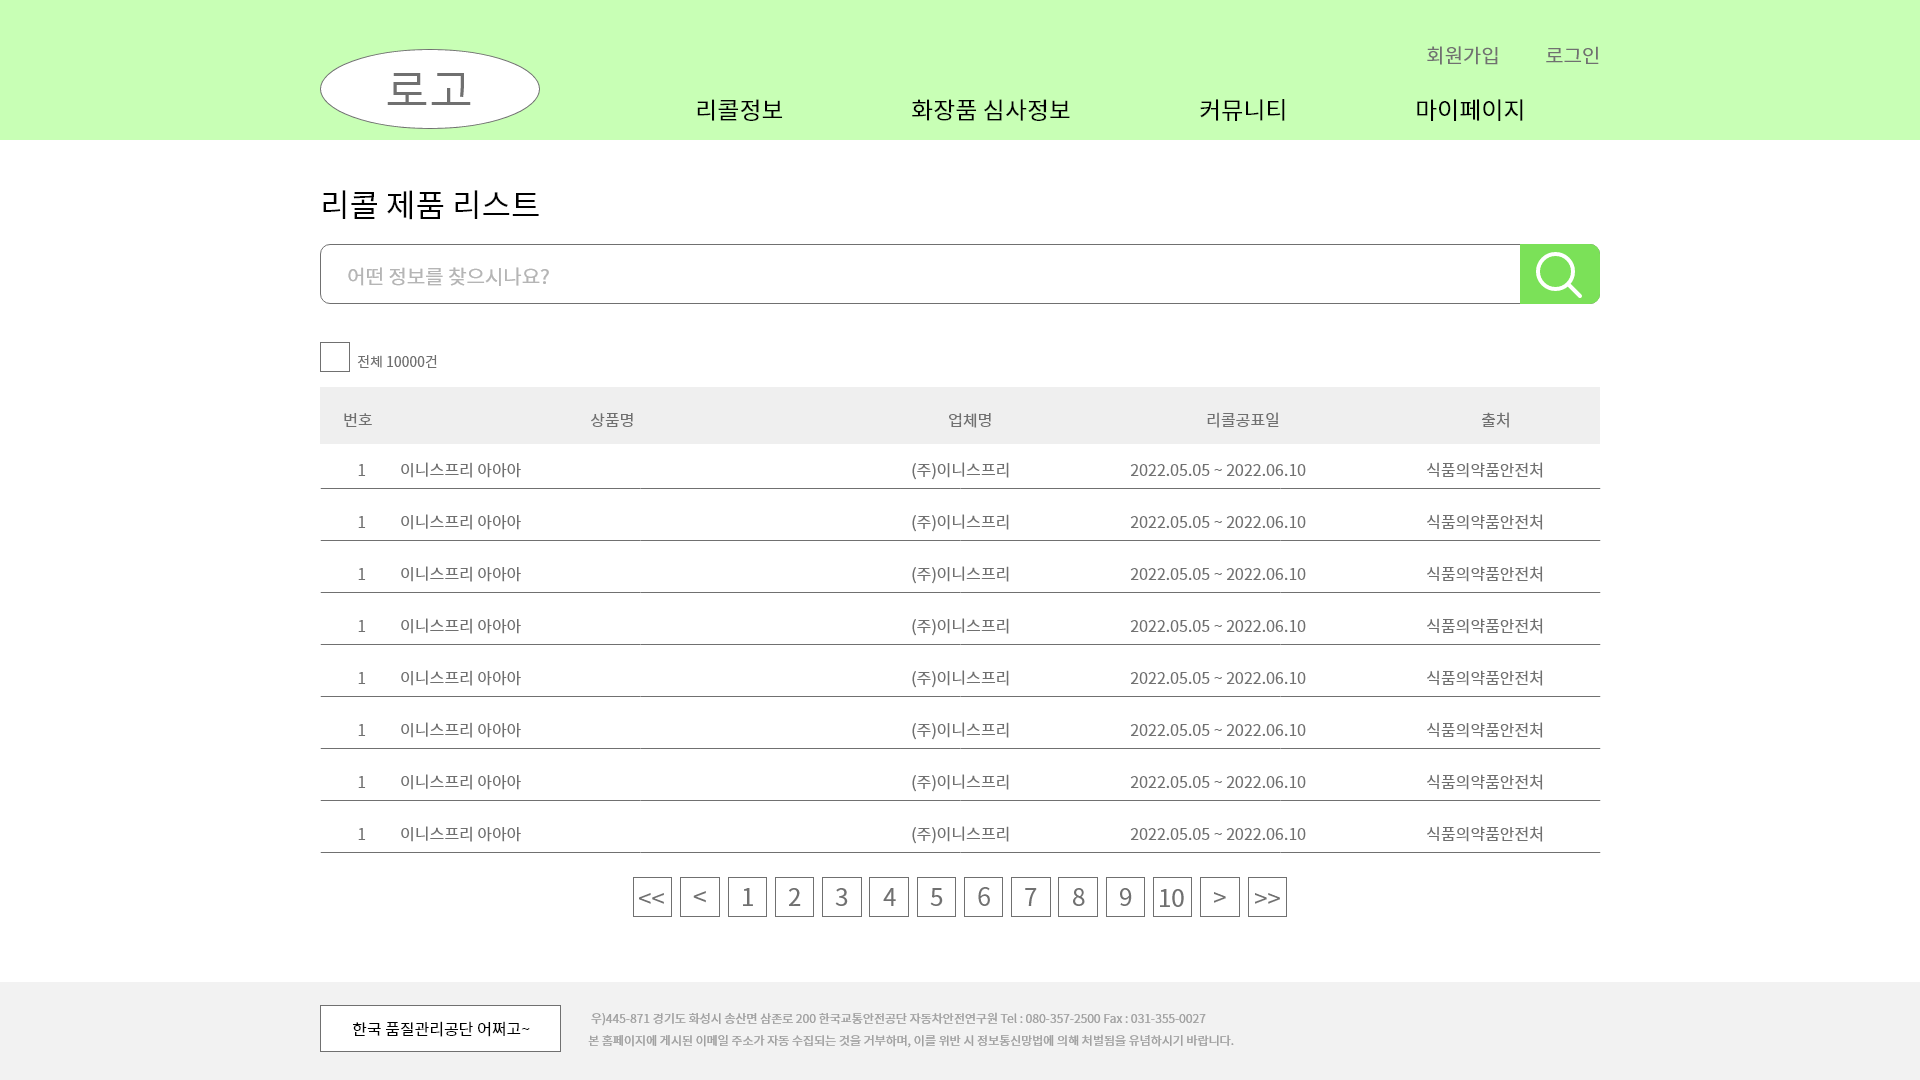 회원가입 로그인
로고
리콜정보 화장품 심사정보 커뮤니티 마이페이지
리콜 제품 리스트
어떤 정보를 찾으시나요?
전체 10000건
번호 상품명 업체명 리콜공표일 출처
1 이니스프리 아아아 (주)이니스프리 2022.05.05 ~ 2022.06.10 식품의약품안전처
1 이니스프리 아아아 (주)이니스프리 2022.05.05 ~ 2022.06.10 식품의약품안전처
1 이니스프리 아아아 (주)이니스프리 2022.05.05 ~ 2022.06.10 식품의약품안전처
1 이니스프리 아아아 (주)이니스프리 2022.05.05 ~ 2022.06.10 식품의약품안전처
1 이니스프리 아아아 (주)이니스프리 2022.05.05 ~ 2022.06.10 식품의약품안전처
1 이니스프리 아아아 (주)이니스프리 2022.05.05 ~ 2022.06.10 식품의약품안전처
1 이니스프리 아아아 (주)이니스프리 2022.05.05 ~ 2022.06.10 식품의약품안전처
1 이니스프리 아아아 (주)이니스프리 2022.05.05 ~ 2022.06.10 식품의약품안전처
<< < 1 2 3 4 5 6 7 8 9 10 > >>
한국 품질관리공단 어쩌고~
우)445-871 경기도 화성시 송산면 삼존로 200 한국교통안전공단 자동차안전연구원 Tel : 080-357-2500 Fax : 031-355-0027
본 홈페이지에 게시된 이메일 주소가 자동 수집되는 것을 거부하며, 이를 위반 시 정보통신망법에 의해 처벌됨을 유념하시기 바랍니다.